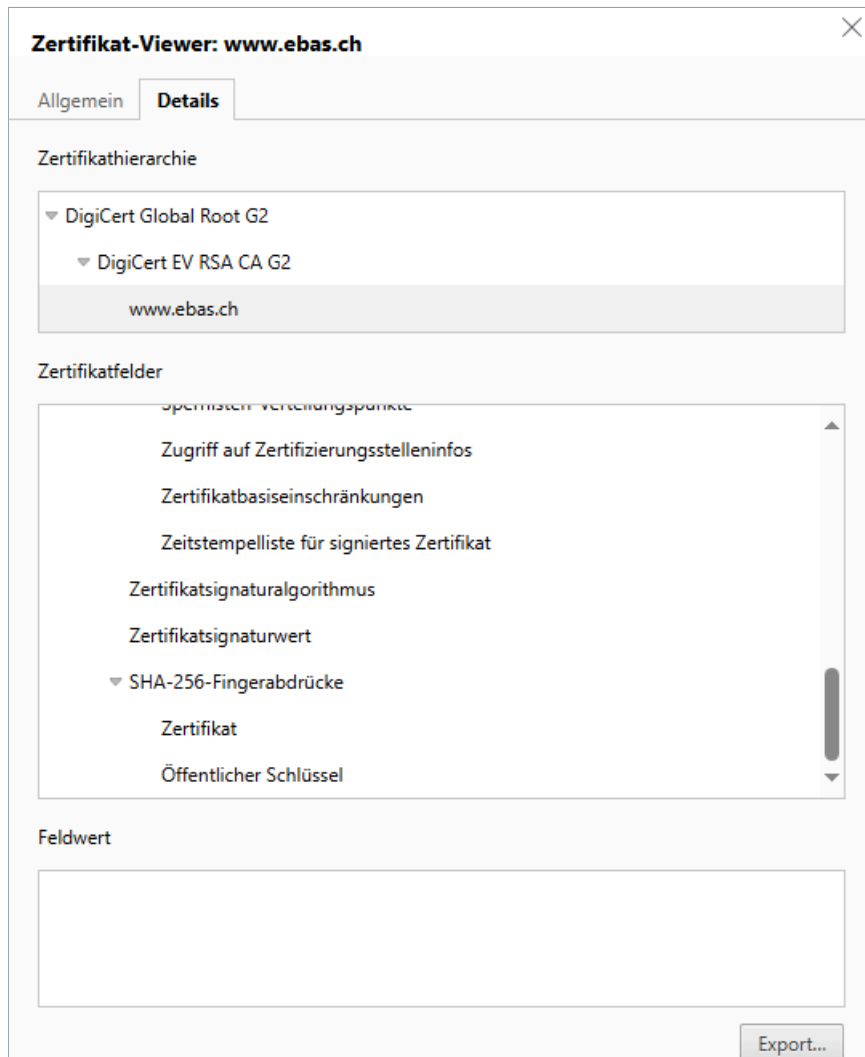 Zertifikat-Viewer: www.ebas.ch
Allgemein
Details
Zertifikathierarchie
DigiCert Global Root G2
DigiCert EV RSA CA G2
www.ebas.ch
Zertifikatfelder
Zugriff auf Zertifizierungsstelleninfos
Zertifikatbasiseinschränkungen
Zeitstempelliste für signiertes Zertifikat
Zertifikatsignaturalgorithmus
Zertifikatsignaturwert
SHA-256-Fingerabdrücke
Zertifikat
Öffentlicher Schlüssel
Feldwert
Export...